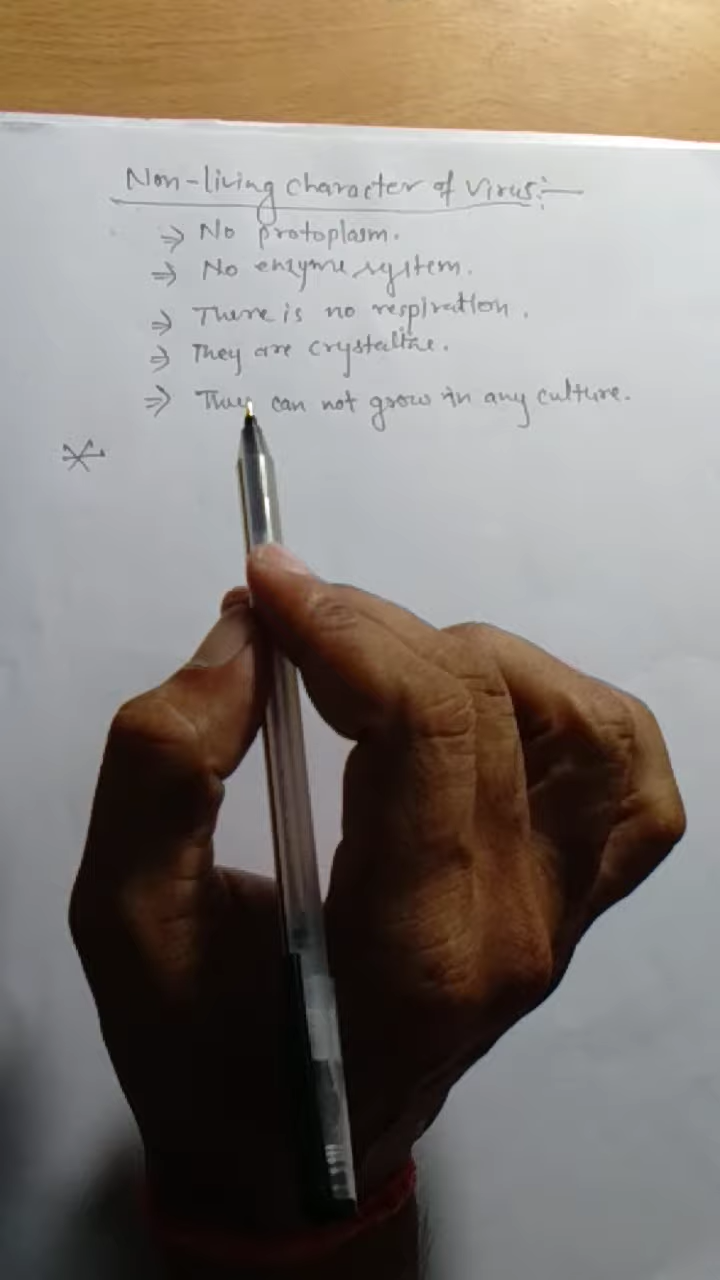 Non-living character of Virus:—
⇒ No protoplasm.
⇒ No enzyme system.
⇒ There is no respiration.
⇒ They are crystalline.
⇒ They can not grow in any culture.